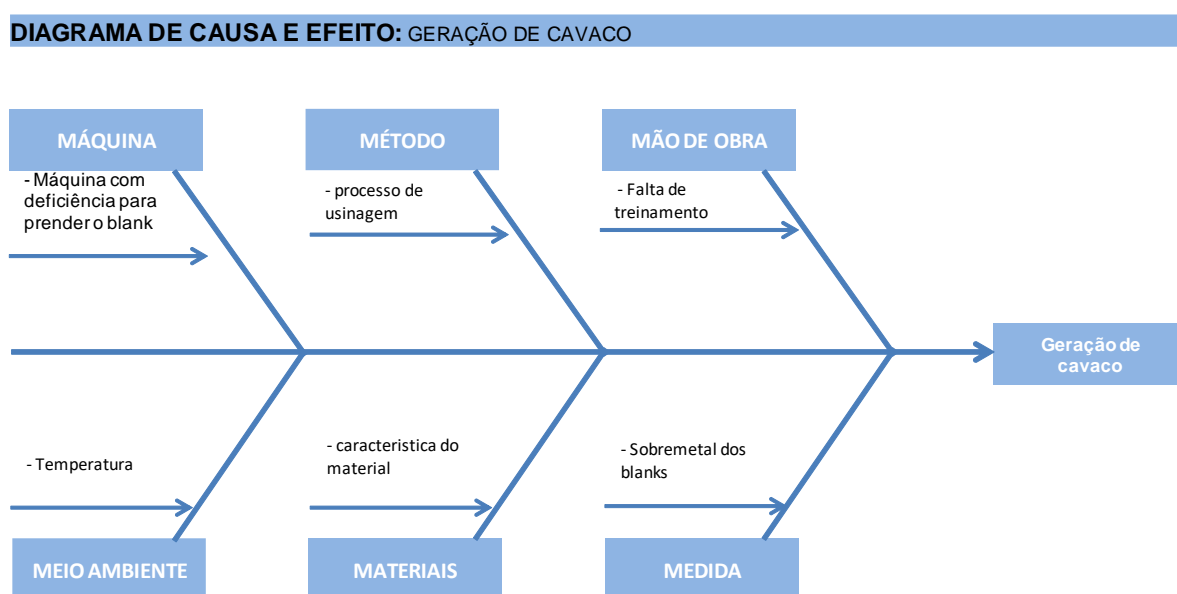 DIAGRAMA DE CAUSA E EFEITO: GERAÇÃO DE CAVACO
MÁQUINA
MÉTODO
MÃO DE OBRA
- Máquina com
deficiência para
prender o blank
- processo de
usinagem
- Falta de
treinamento
Geração de
cavaco
- Temperatura
- caracteristica do
material
- Sobremetal dos
blanks
MEIO AMBIENTE
MATERIAIS
MEDIDA